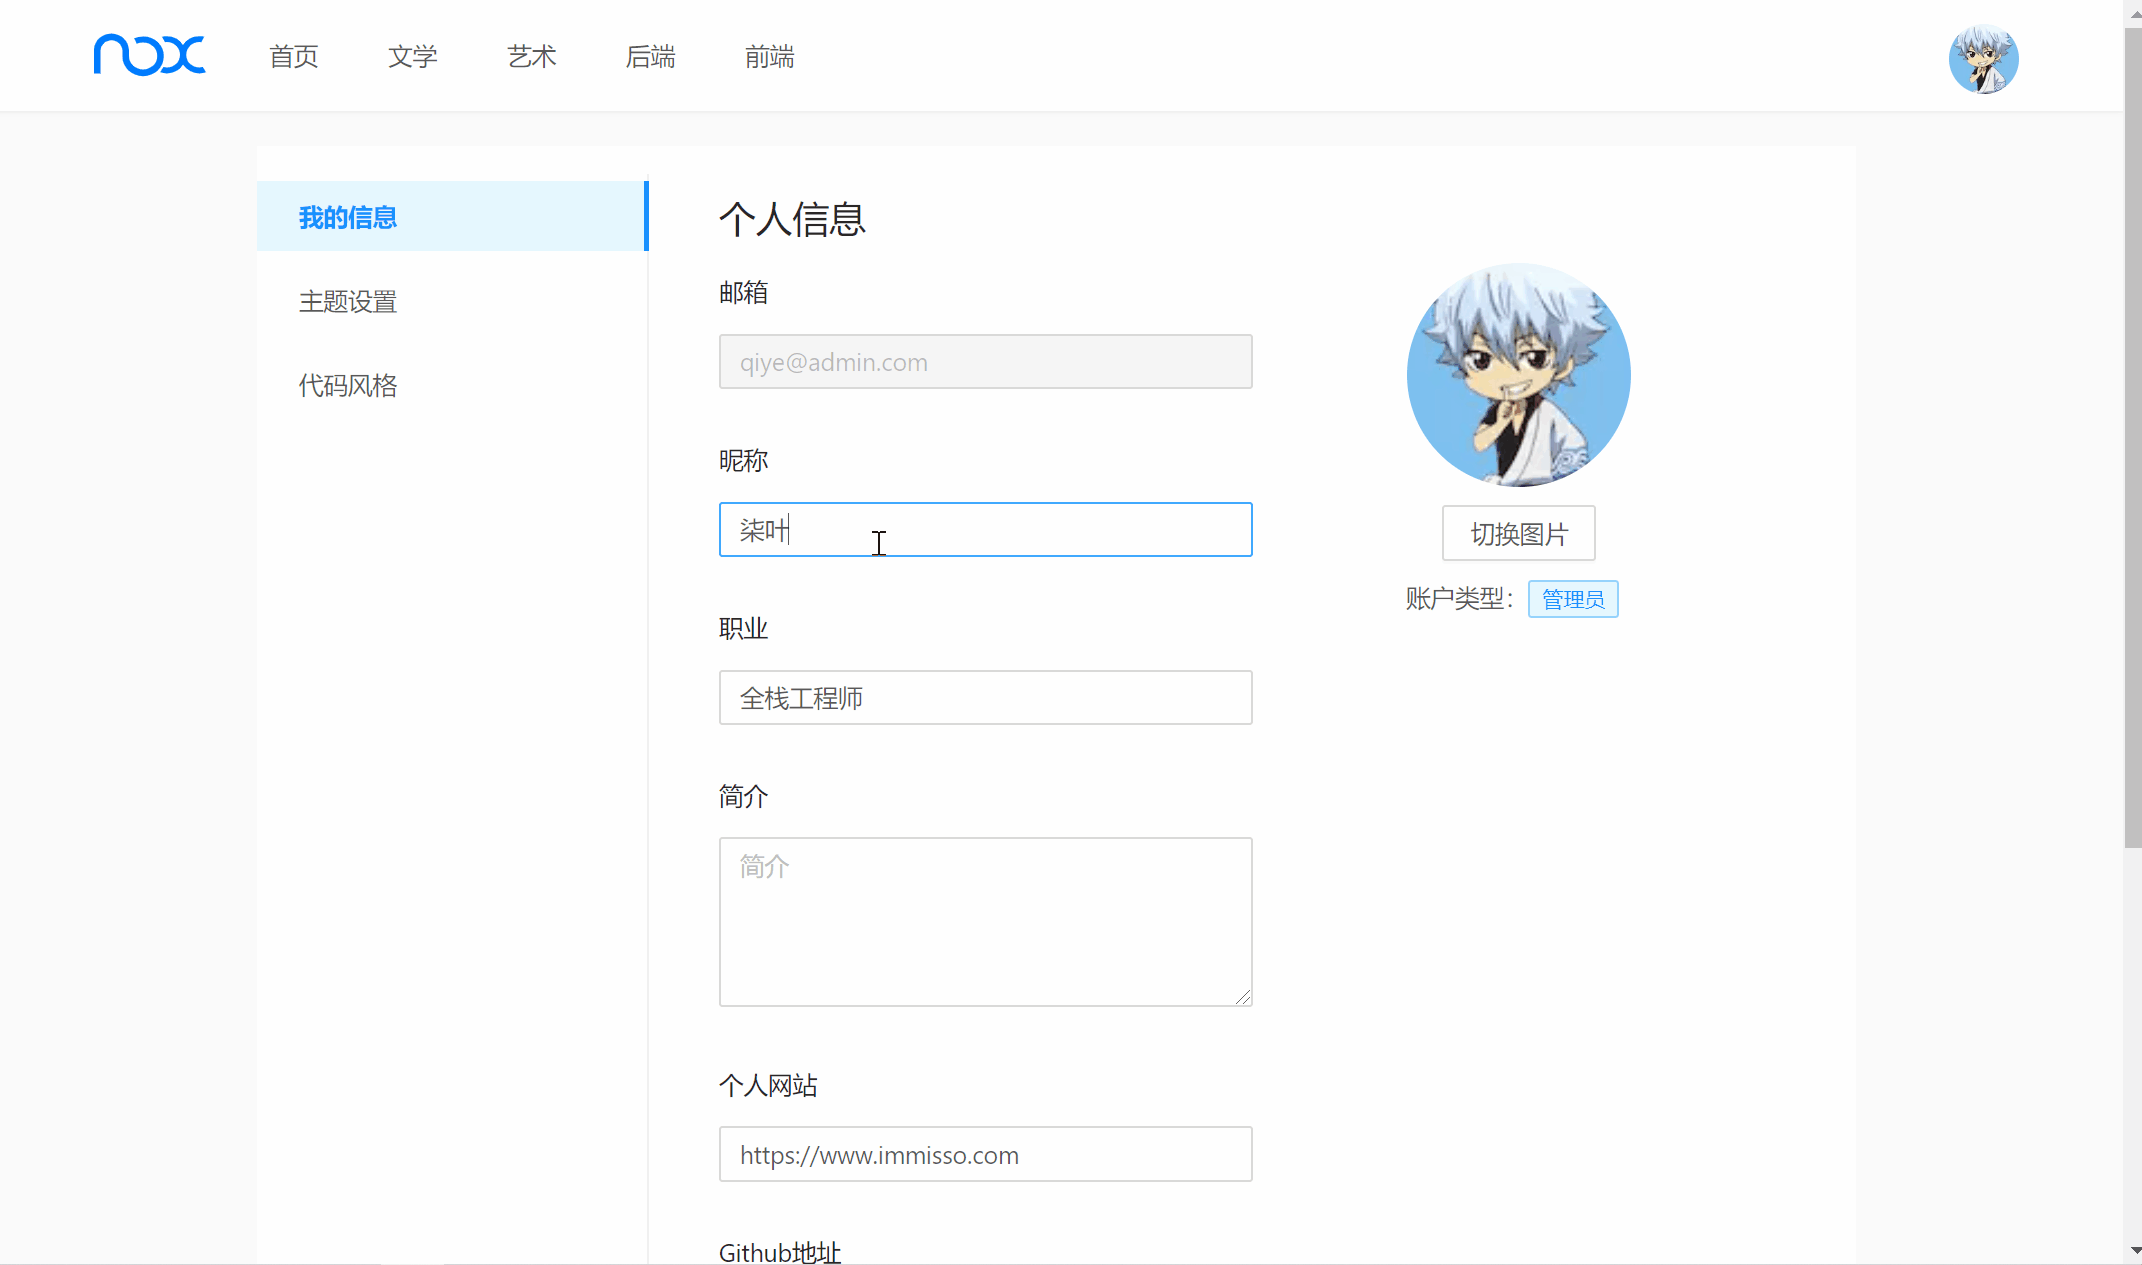 nox 首页 文学 艺术 后端 前端
我的信息
主题设置
代码风格
个人信息
邮箱
qiye@admin.com
昵称
柒叶
职业
全栈工程师
简介
简介
个人网站
https://www.immisso.com
Github地址
切换图片
账户类型： 管理员